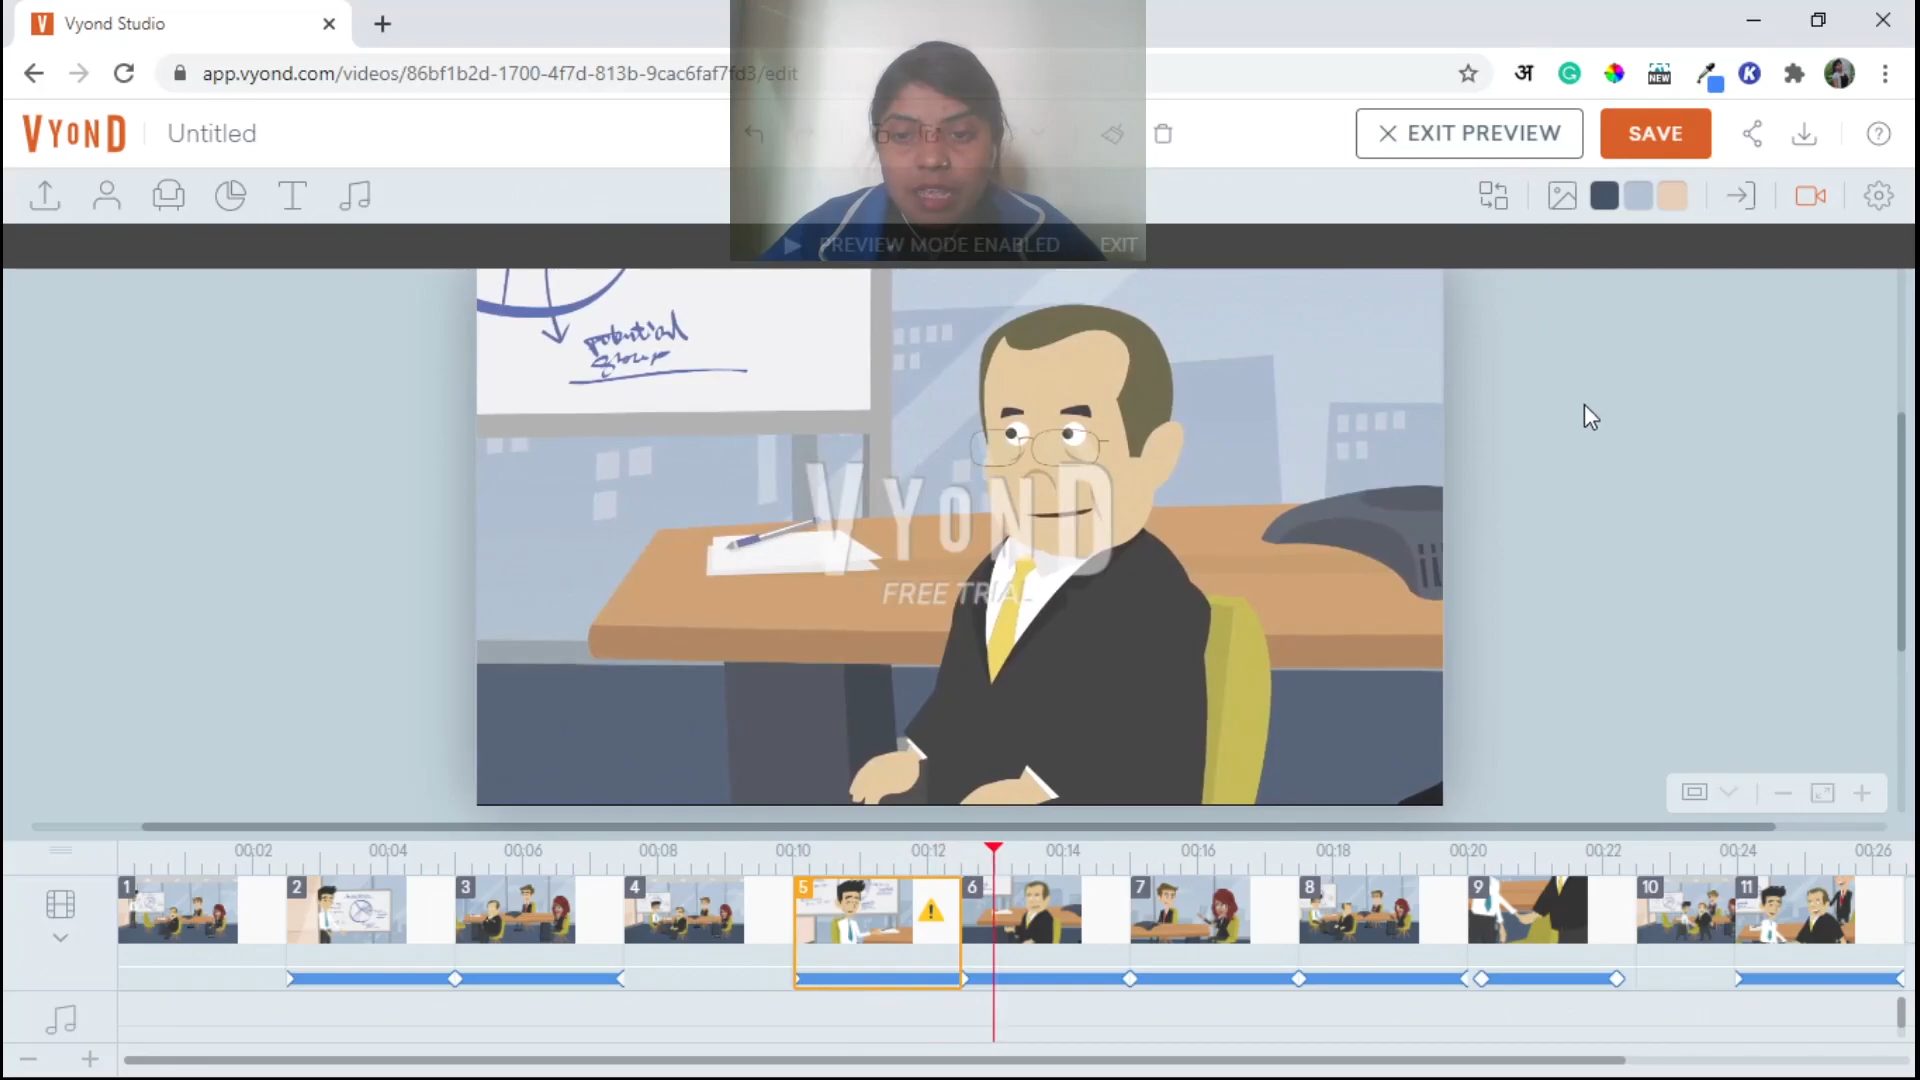 Vyond Studio
app.vyond.com/videos/86bf1b2d-1700-4f7d-813b-9cac6faf7fd3/edit
अ
G
NEW
K
VYOND
Untitled
EXIT PREVIEW
SAVE
PREVIEW MODE ENABLED EXIT
potential
group
VYOND
FREE TRIAL
00:02 00:04 00:06 00:08 00:10 00:12 00:14 00:16 00:18 00:20 00:22 00:24 00:26
1 2 3 4 5 6 7 8 9 10 11